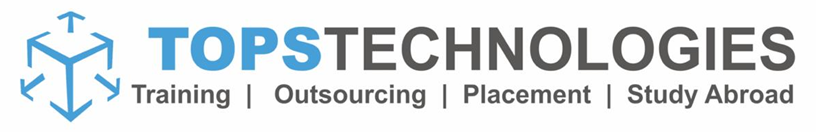 TOPSTECHNOLOGIES
Training | Outsourcing | Placement | Study Abroad